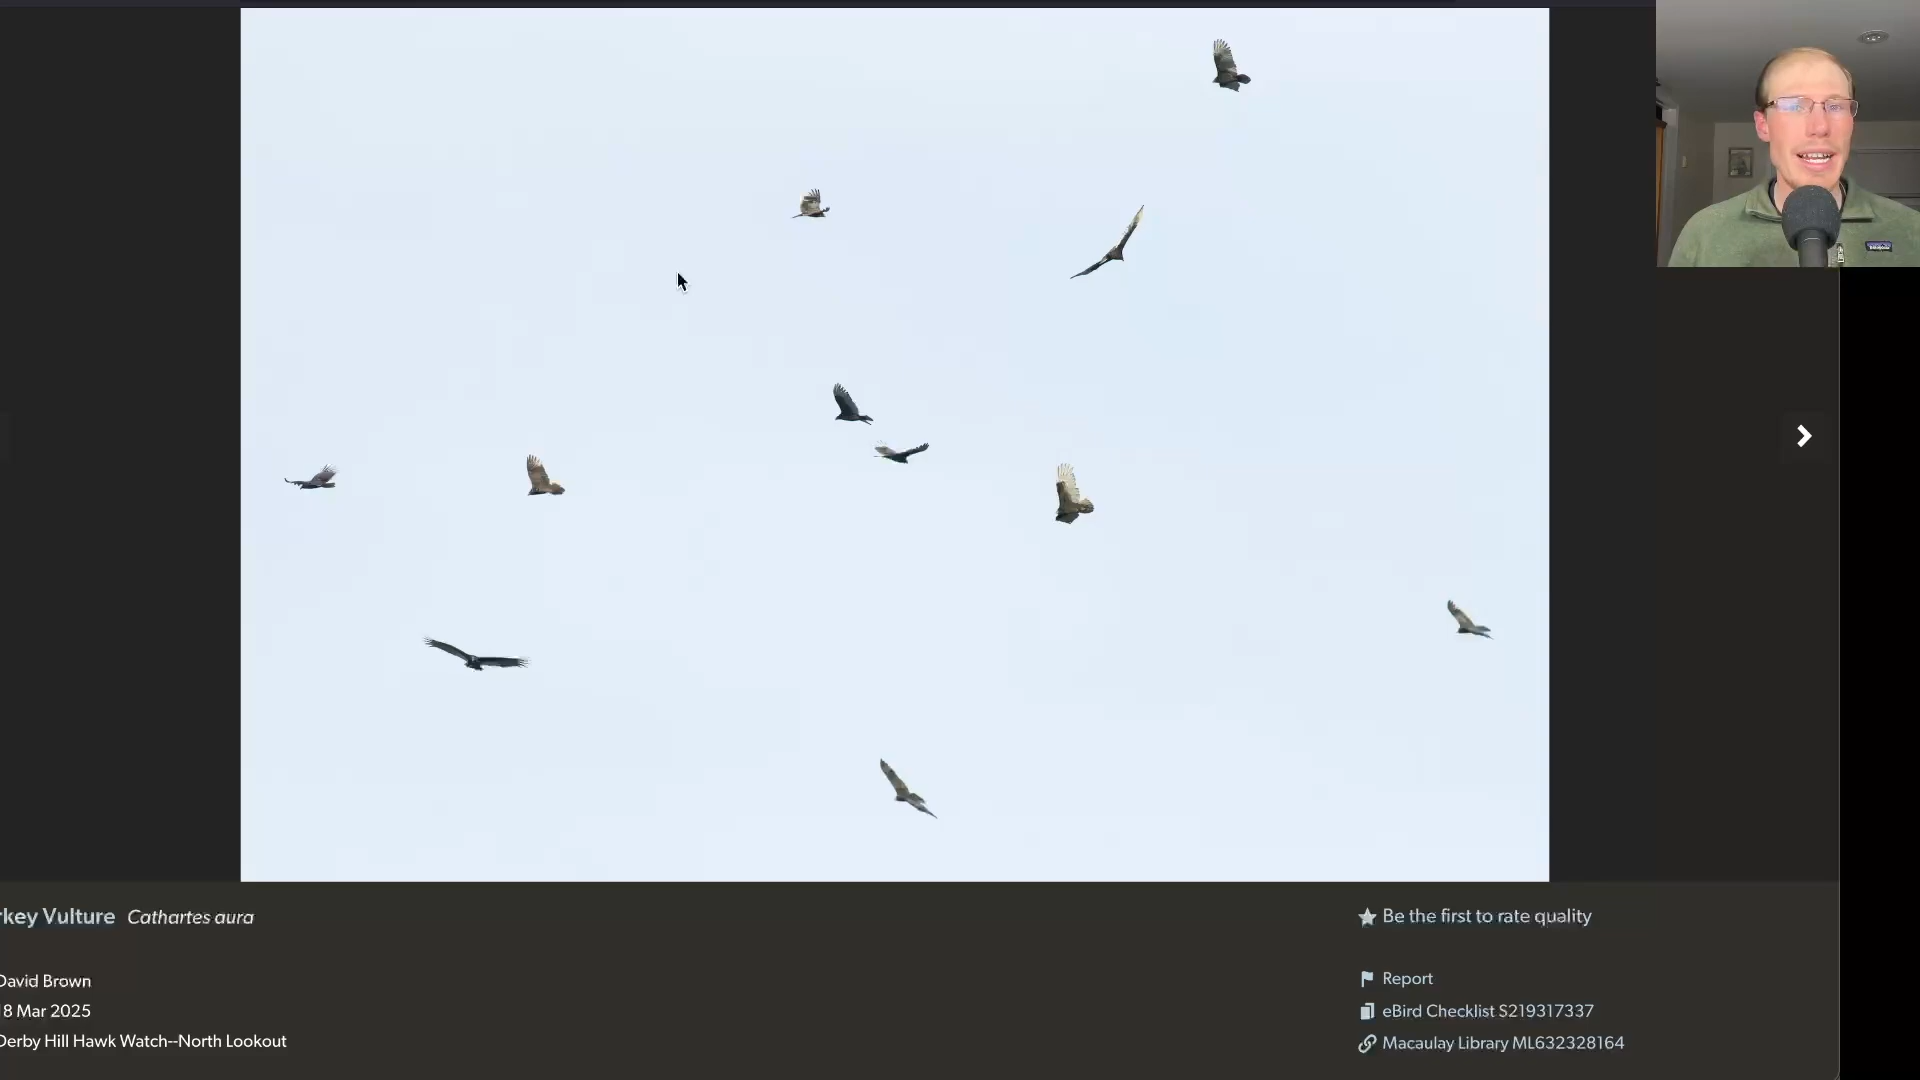 rkey Vulture Cathartes aura
Be the first to rate quality
David Brown
Report
8 Mar 2025
eBird Checklist S219317337
Derby Hill Hawk Watch--North Lookout
Macaulay Library ML632328164